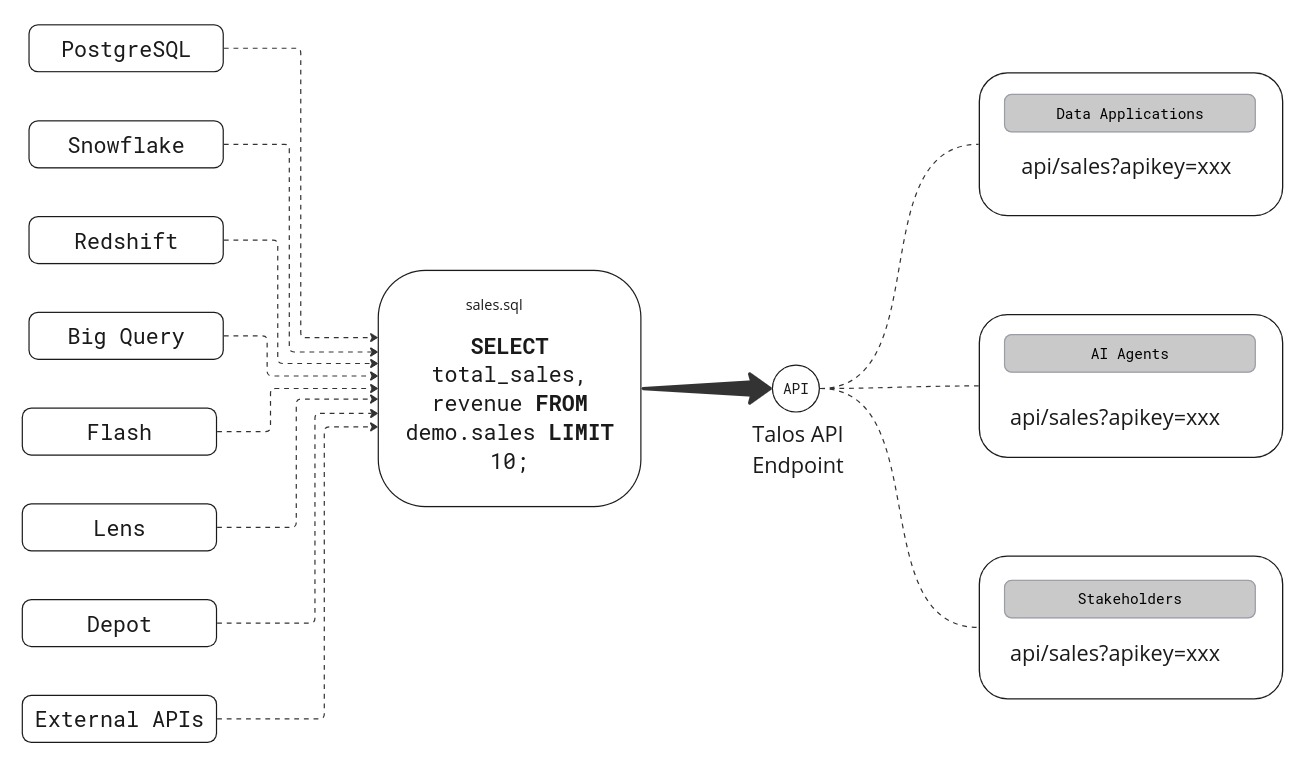 PostgreSQL
Snowflake
Redshift
Big Query
Flash
Lens
Depot
External APIs
sales.sql
SELECT
total_sales,
revenue FROM
demo.sales LIMIT
10;
API
Talos API
Endpoint
Data Applications
api/sales?apikey=xxx
AI Agents
api/sales?apikey=xxx
Stakeholders
api/sales?apikey=xxx